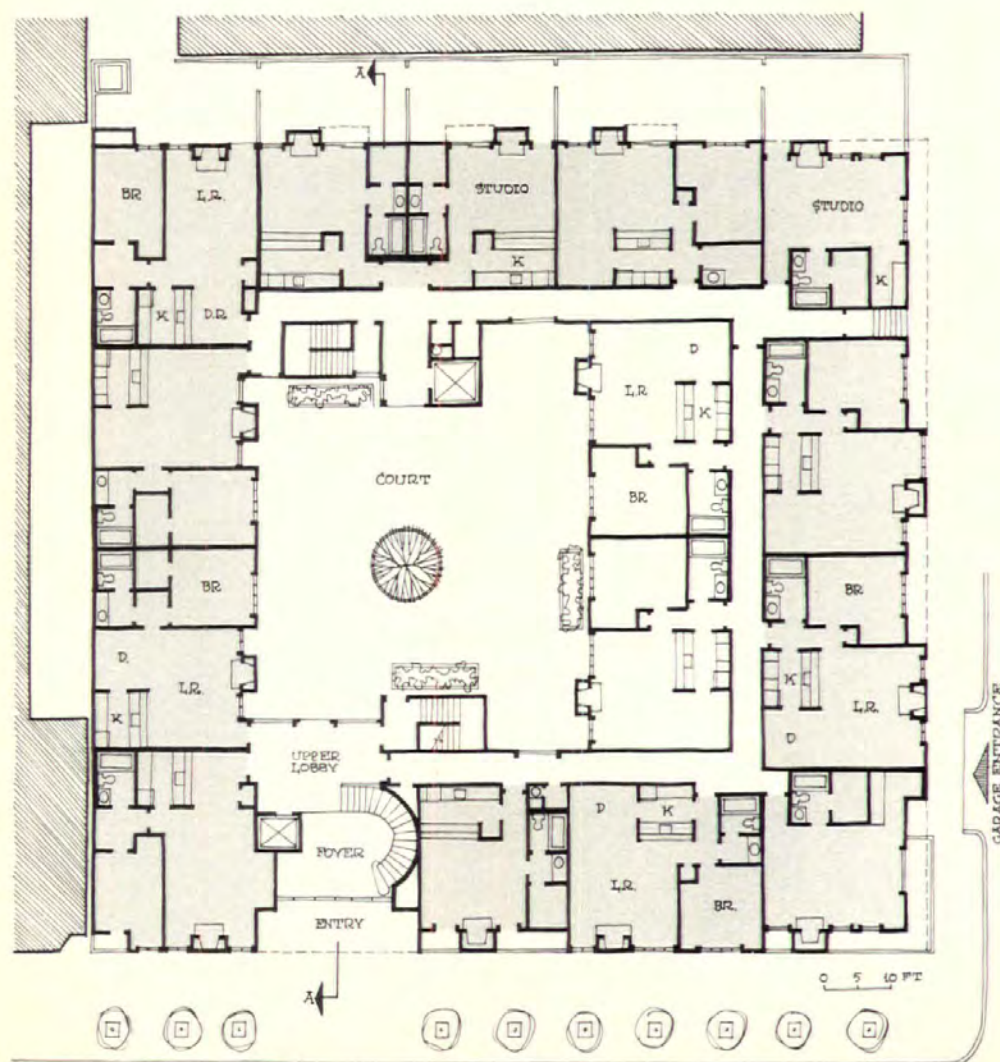 A
BR
L.R.
STUDIO
STUDIO
K
K
K
D.R.
D
L.R
K
COURT
BR
BR
BR
D.
L.R.
K
K
L.R.
D
UPPER
LOBBY
GARAGE ENTRANCE
FOYER
D
K
L.R.
BR.
ENTRY
A
0 5 10 FT